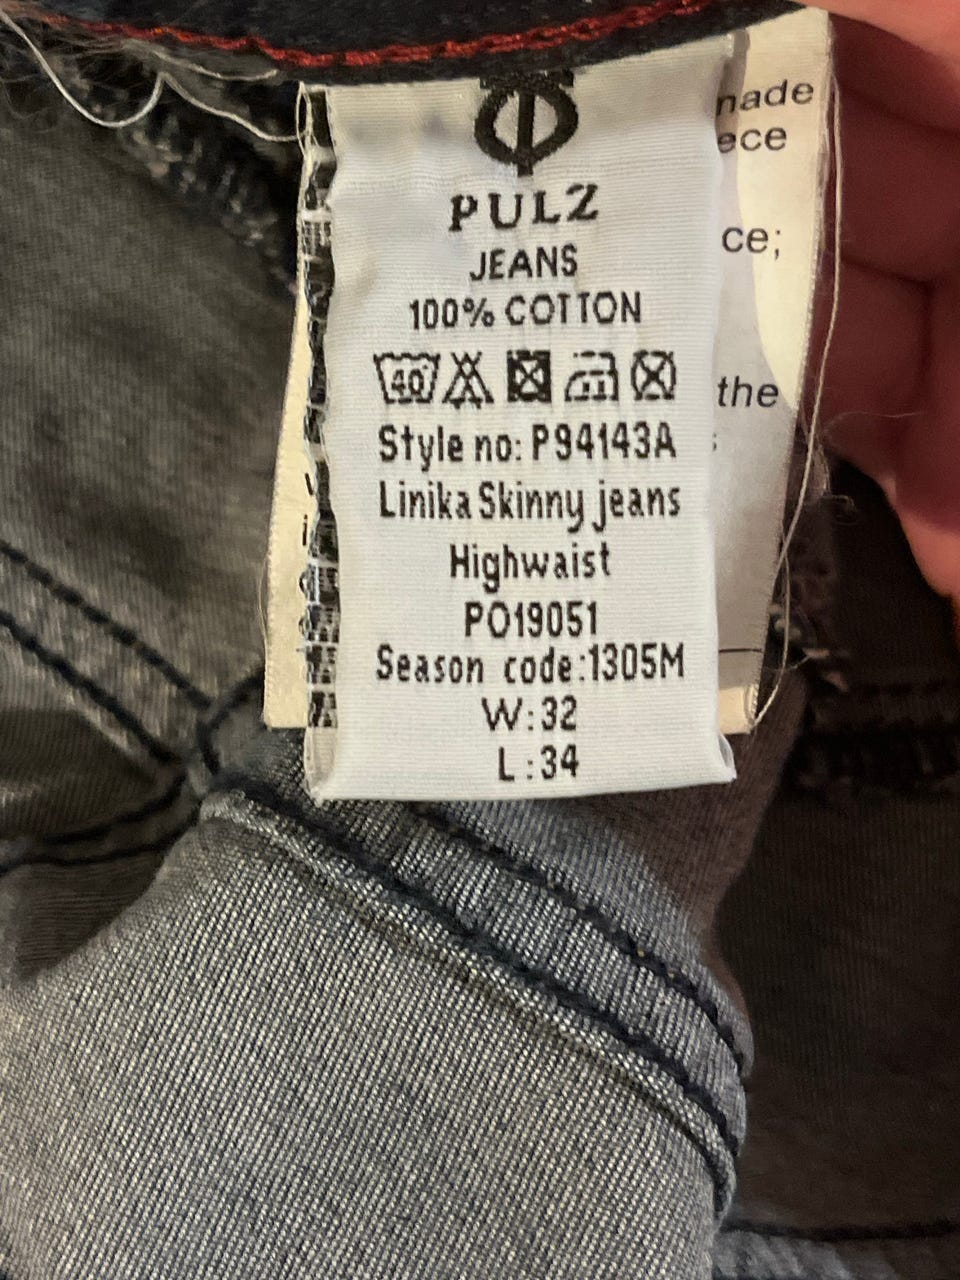 PULZ
JEANS
100% COTTON
40
Style no: P94143A
Linika Skinny jeans
Highwaist
PO19051
Season code:1305M
W:32
L:34
nade
ece
ce;
the